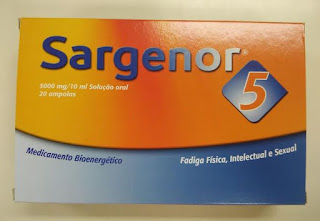 Sargenor®
5
5000 mg/10 ml Solução oral
20 ampolas
Medicamento Bioenergético
Fadiga Física, Intelectual e Sexual